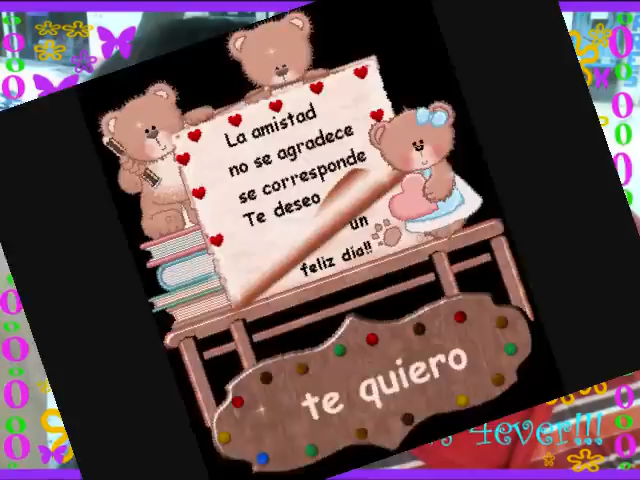 La amistad
no se agradece
se corresponde
Te deseo
un
feliz día!!
te quiero
4ever!!!